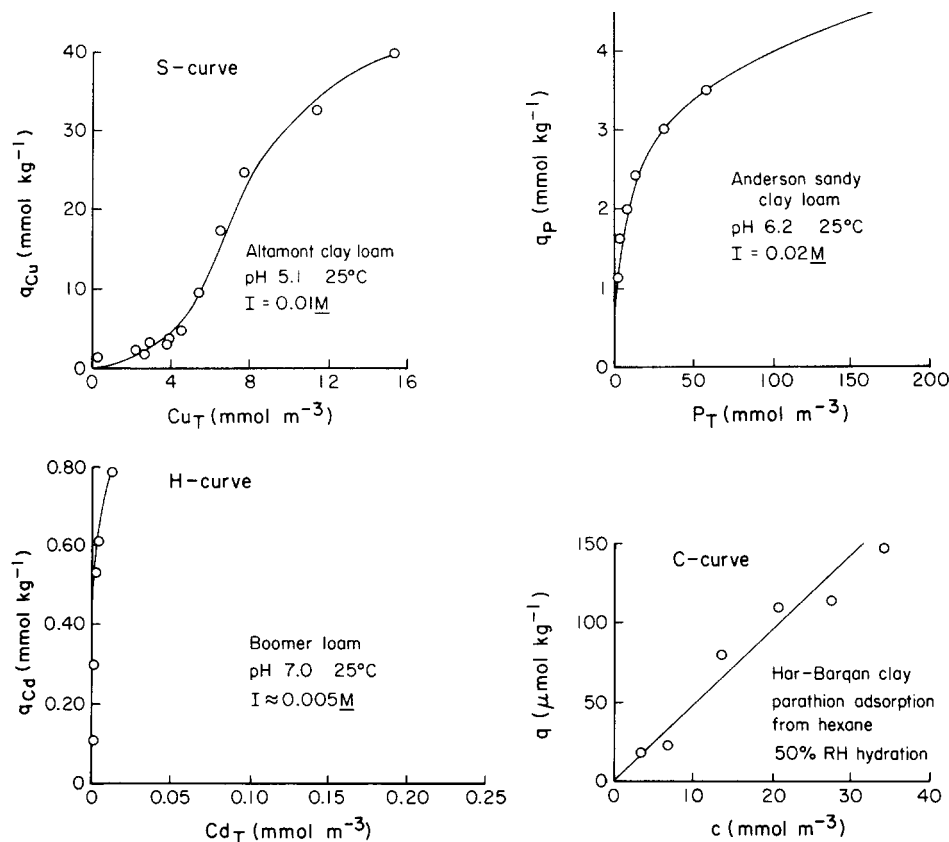 S-curve
40
30
20
10
0
q_Cu (mmol kg⁻¹)
Altamont clay loam
pH 5.1 25°C
I = 0.01M
0 4 8 12 16
Cu_T (mmol m⁻³)
4
3
2
1
q_P (mmol kg⁻¹)
Anderson sandy
clay loam
pH 6.2 25°C
I = 0.02M
0 50 100 150 200
P_T (mmol m⁻³)
H-curve
0.80
0.60
0.40
0.20
0
q_Cd (mmol kg⁻¹)
Boomer loam
pH 7.0 25°C
I ≈ 0.005M
0 0.05 0.10 0.15 0.20 0.25
Cd_T (mmol m⁻³)
C-curve
150
100
50
0
q (μmol kg⁻¹)
Har-Barqan clay
parathion adsorption
from hexane
50% RH hydration
0 10 20 30 40
c (mmol m⁻³)